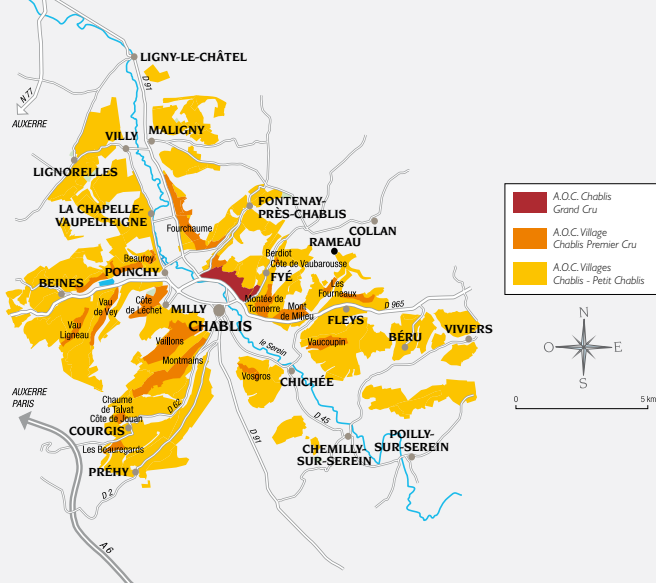 LIGNY-LE-CHÂTEL
N 77
D 91
AUXERRE
VILLY
MALIGNY
LIGNORELLES
LA CHAPELLE-
VAUPELTEIGNE
Fourchaume
FONTENAY-
PRÈS-CHABLIS
COLLAN
RAMEAU
Beauroy
POINCHY
Berdiot
Côte de Vaubarousse
FYÉ
BEINES
Vau
de Vey
Côte
de Léchet
MILLY
CHABLIS
Montée de
Tonnerre
Mont
de Milieu
Les
Fourneaux
D 965
FLEYS
Vau
Ligneau
Vaillons
Montmains
le Serein
Vaucoupin
BÉRU
VIVIERS
Vosgros
CHICHÉE
AUXERRE
PARIS
Chaume
de Talvat
Côte de Jouan
D 62
COURGIS
Les Beauregards
PRÉHY
D 2
D 91
D 45
CHEMILLY-
SUR-SEREIN
POILLY-
SUR-SEREIN
A 6
A.O.C. Chablis
Grand Cru
A.O.C. Village
Chablis Premier Cru
A.O.C. Villages
Chablis - Petit Chablis
N
O
E
S
0
5 km